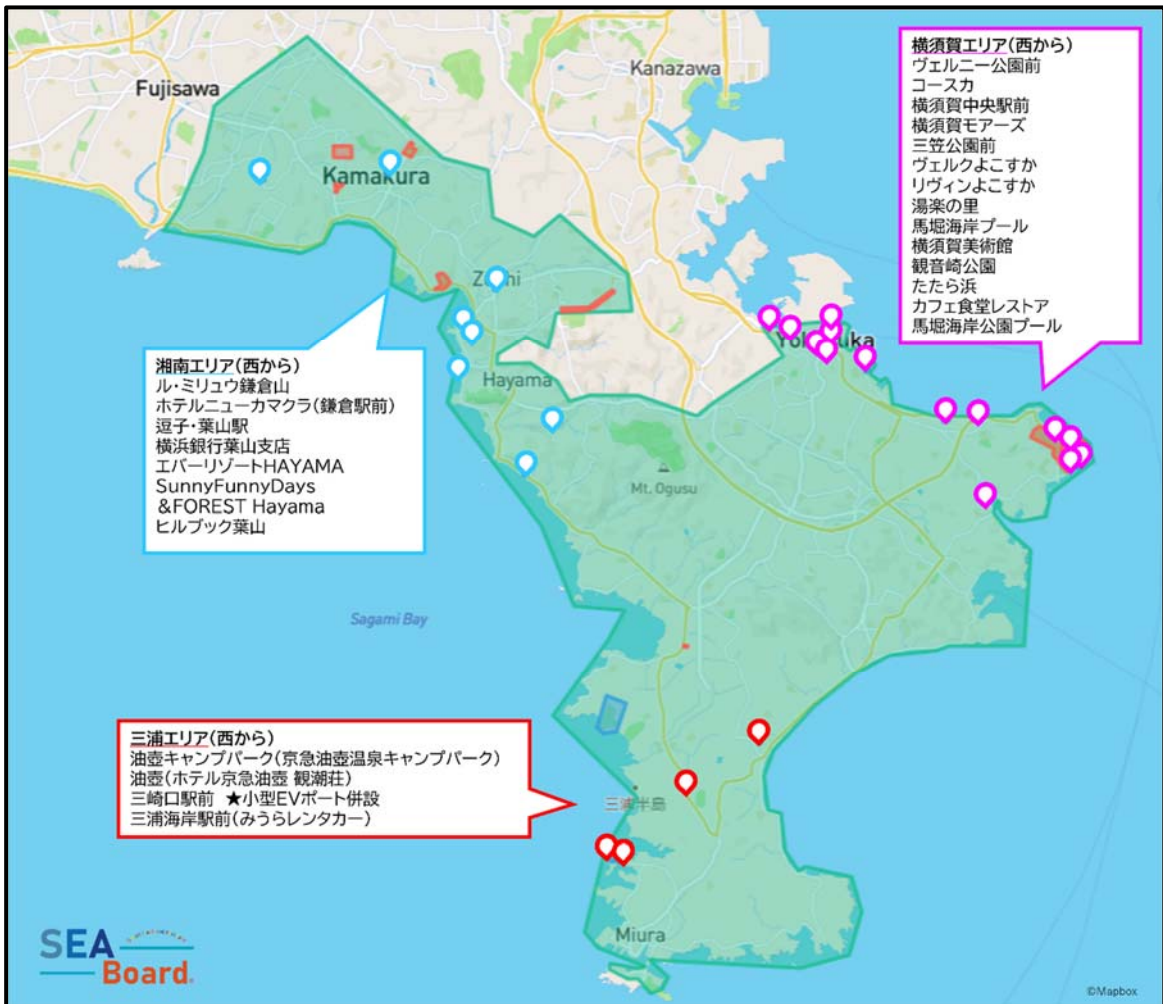 Fujisawa
Kanazawa
Kamakura
Zushi
Hayama
Yokosuka
Mt. Ogusu
Sagami Bay
三浦半島
Miura
横須賀エリア(西から)
ヴェルニー公園前
コースカ
横須賀中央駅前
横須賀モアーズ
三笠公園前
ヴェルクよこすか
リヴィンよこすか
湯楽の里
馬堀海岸プール
横須賀美術館
観音崎公園
たたら浜
カフェ食堂レストア
馬堀海岸公園プール
湘南エリア(西から)
ル・ミリュウ鎌倉山
ホテルニューカマクラ(鎌倉駅前)
逗子・葉山駅
横浜銀行葉山支店
エバーリゾートHAYAMA
SunnyFunnyDays
&FOREST Hayama
ヒルブック葉山
三浦エリア(西から)
油壺キャンプパーク(京急油壺温泉キャンプパーク)
油壺(ホテル京急油壺 観潮荘)
三崎口駅前 ★小型EVポート併設
三浦海岸駅前(みうらレンタカー)
SEA
Board
©Mapbox